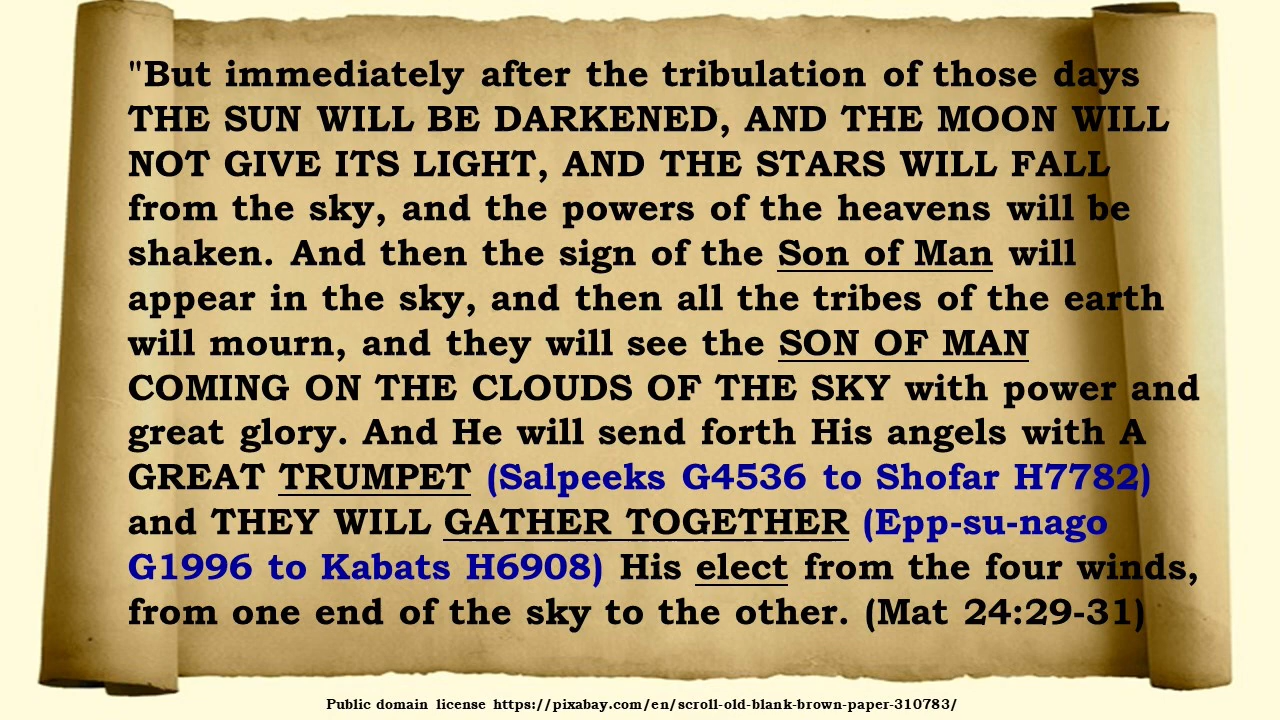 "But immediately after the tribulation of those days
THE SUN WILL BE DARKENED, AND THE MOON WILL
NOT GIVE ITS LIGHT, AND THE STARS WILL FALL
from the sky, and the powers of the heavens will be
shaken. And then the sign of the Son of Man will
appear in the sky, and then all the tribes of the earth
will mourn, and they will see the SON OF MAN
COMING ON THE CLOUDS OF THE SKY with power and
great glory. And He will send forth His angels with A
GREAT TRUMPET (Salpeeks G4536 to Shofar H7782)
and THEY WILL GATHER TOGETHER (Epp-su-nago
G1996 to Kabats H6908) His elect from the four winds,
from one end of the sky to the other. (Mat 24:29-31)
Public domain license https://pixabay.com/en/scroll-old-blank-brown-paper-310783/